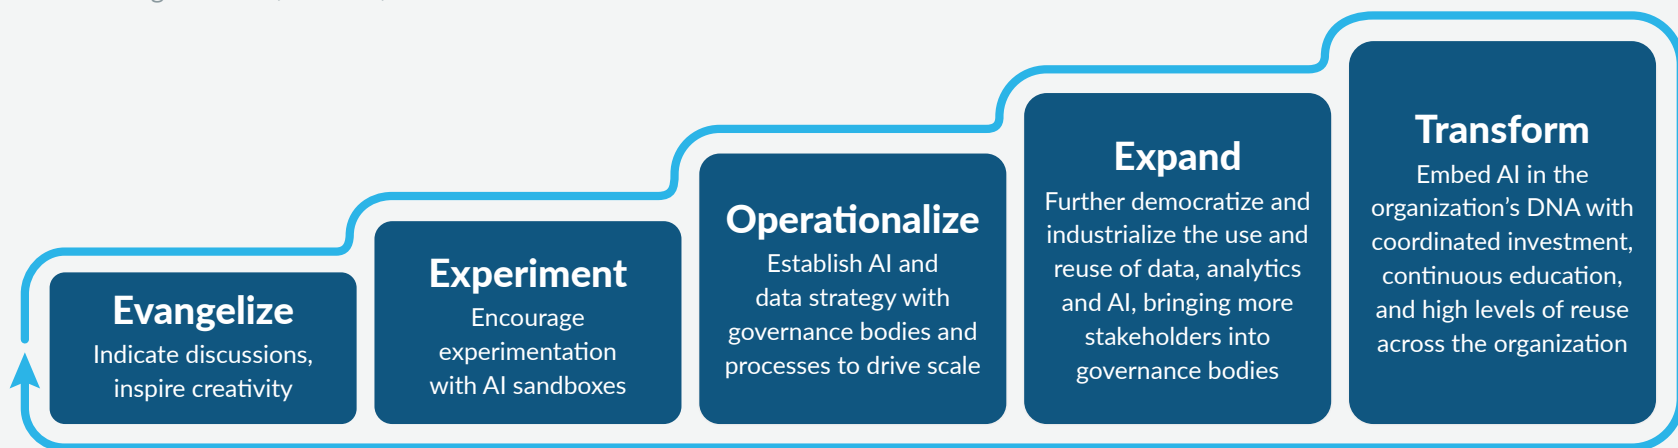 Evangelize
Indicate discussions,
inspire creativity
Experiment
Encourage
experimentation
with AI sandboxes
Operationalize
Establish AI and
data strategy with
governance bodies and
processes to drive scale
Expand
Further democratize and
industrialize the use and
reuse of data, analytics
and AI, bringing more
stakeholders into
governance bodies
Transform
Embed AI in the
organization’s DNA with
coordinated investment,
continuous education,
and high levels of reuse
across the organization